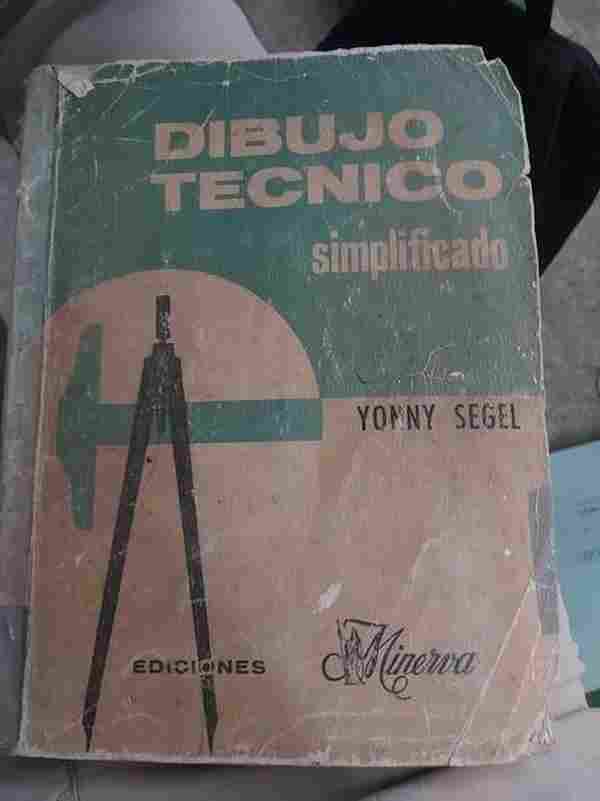 DIBUJO
TECNICO
simplificado
YONNY SEGEL
EDICIONES Minerva